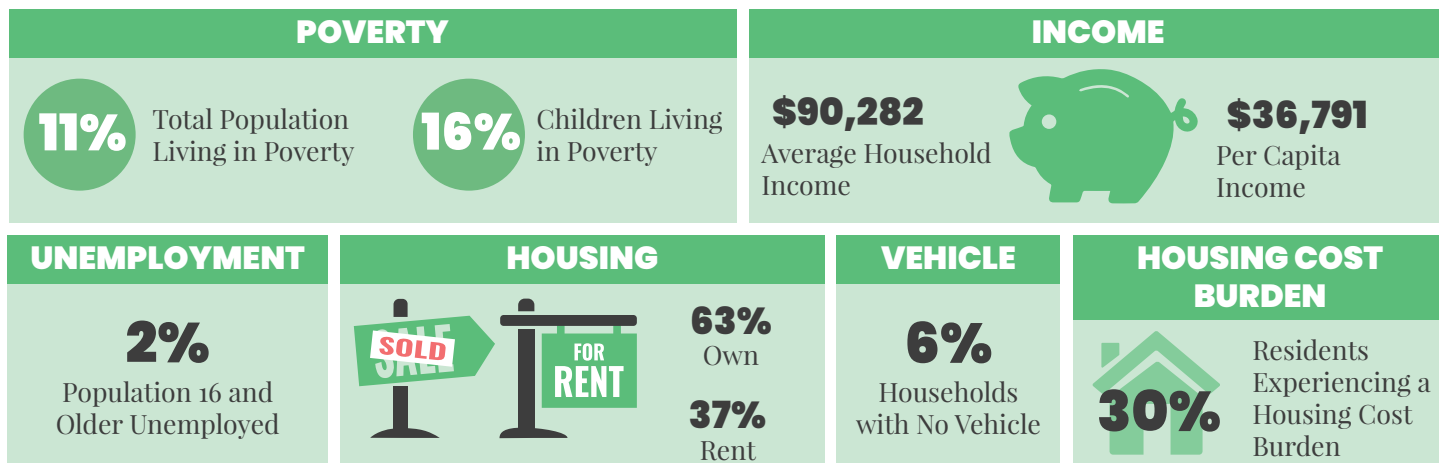 POVERTY
11%
Total Population
Living in Poverty
16%
Children Living
in Poverty
INCOME
$90,282
Average Household
Income
$36,791
Per Capita
Income
UNEMPLOYMENT
2%
Population 16 and
Older Unemployed
HOUSING
SALE
SOLD
FOR
RENT
63%
Own
37%
Rent
VEHICLE
6%
Households
with No Vehicle
HOUSING COST
BURDEN
30%
Residents
Experiencing a
Housing Cost
Burden